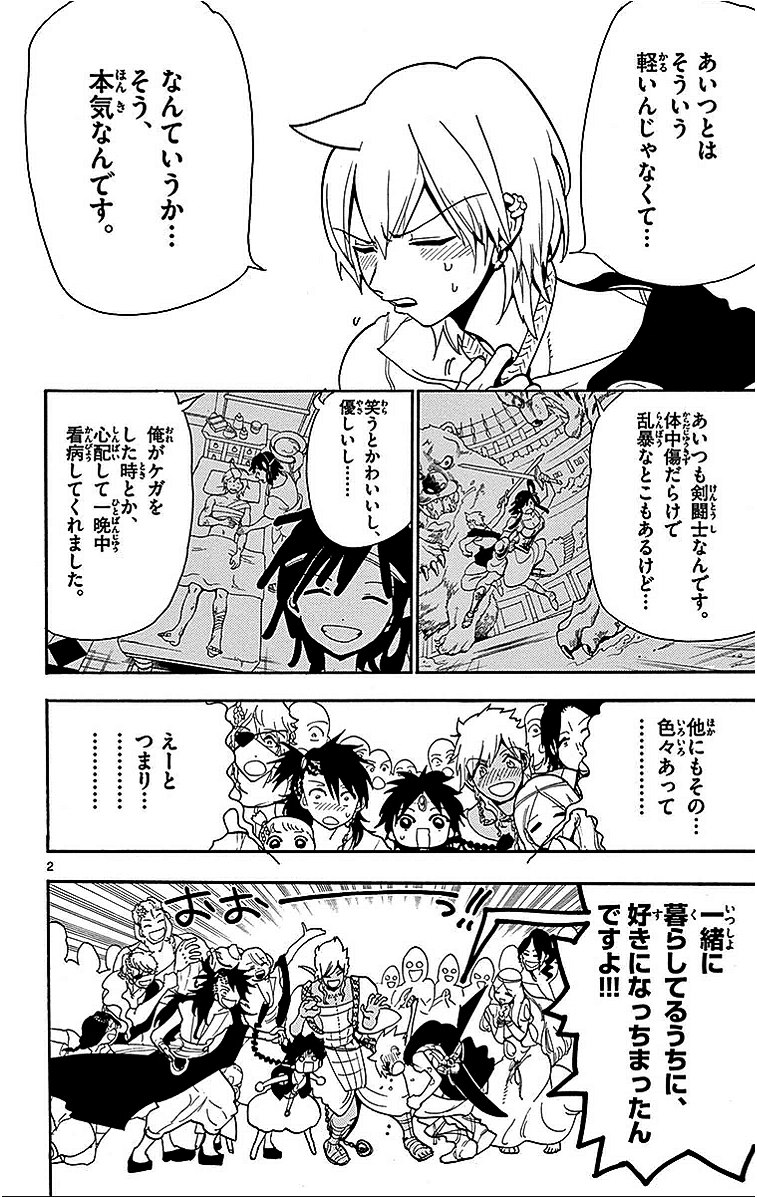 あいつとは
そういう
軽いんじゃなくて…
なんていうか…
そう、
本気なんです。
あいつも剣闘士なんです。
体中傷だらけで
乱暴なとこもあるけど…
笑うとかわいいし、
優しいし……
俺がケガを
した時とか、
心配して一晩中
看病してくれました。
他にもその…
色々あって
………
えーと
つまり…
…………
…………
2
一緒に
暮らしてるうちに、
好きになっちまったん
ですよ!!!
おおーーーっ!!